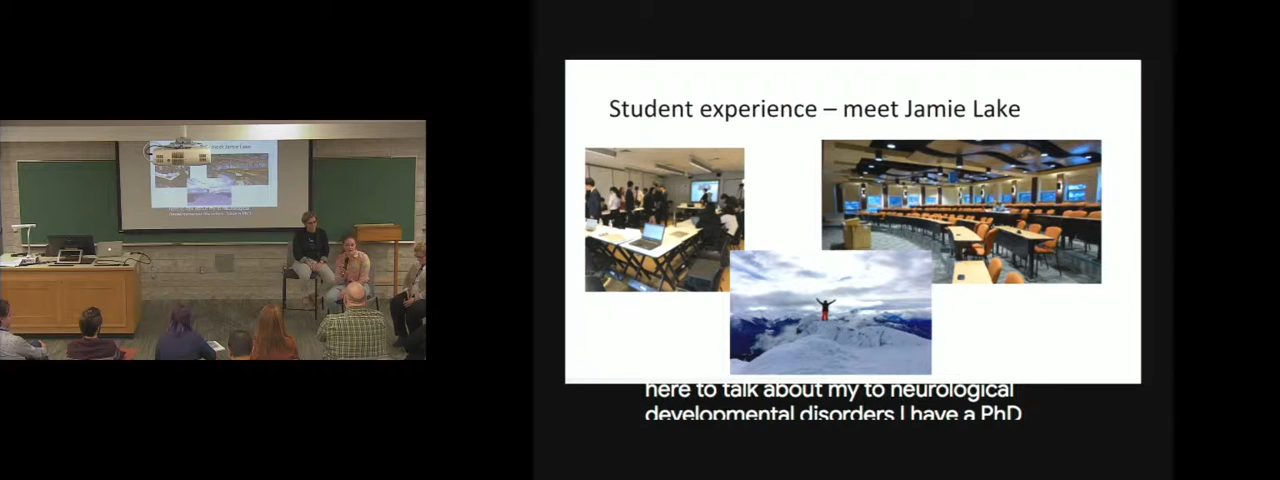 Student experience – meet Jamie Lake
here to talk about my to neurological
developmental disorders I have a PhD